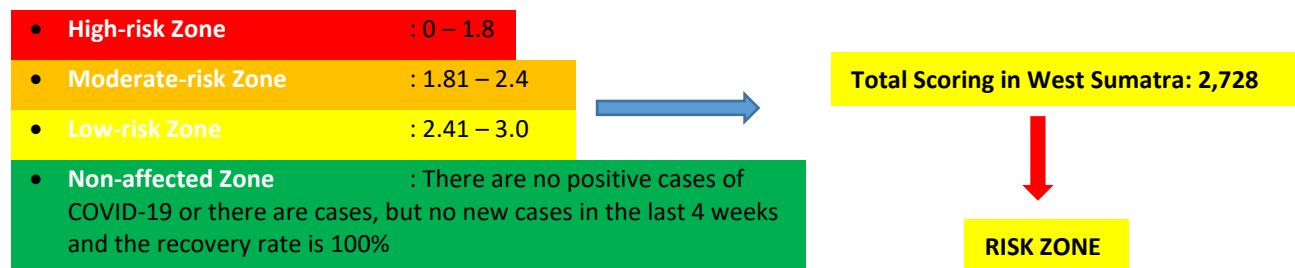 • High-risk Zone : 0 – 1.8
• Moderate-risk Zone : 1.81 – 2.4
• Low-risk Zone : 2.41 – 3.0
• Non-affected Zone : There are no positive cases of
COVID-19 or there are cases, but no new cases in the last 4 weeks
and the recovery rate is 100%
Total Scoring in West Sumatra: 2,728
RISK ZONE